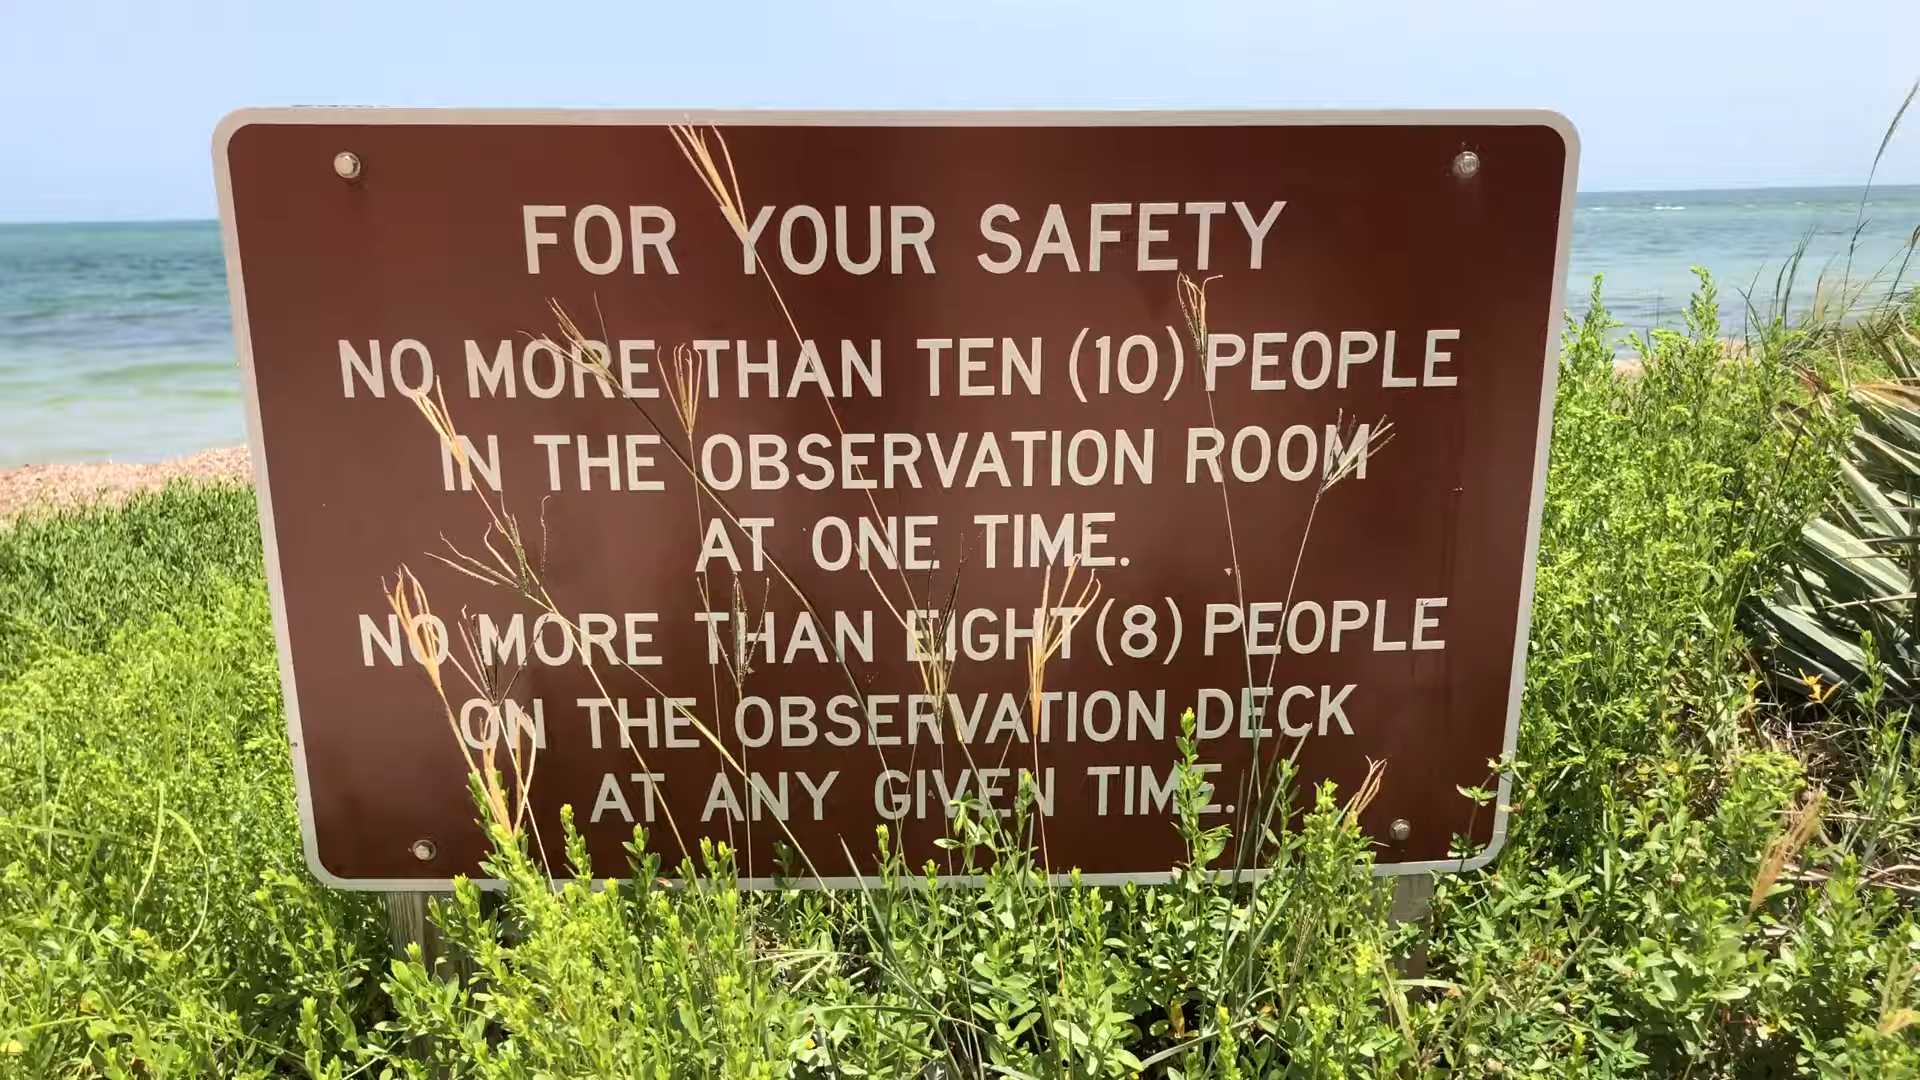 FOR YOUR SAFETY
NO MORE THAN TEN (10) PEOPLE
IN THE OBSERVATION ROOM
AT ONE TIME.
NO MORE THAN EIGHT (8) PEOPLE
ON THE OBSERVATION DECK
AT ANY GIVEN TIME.